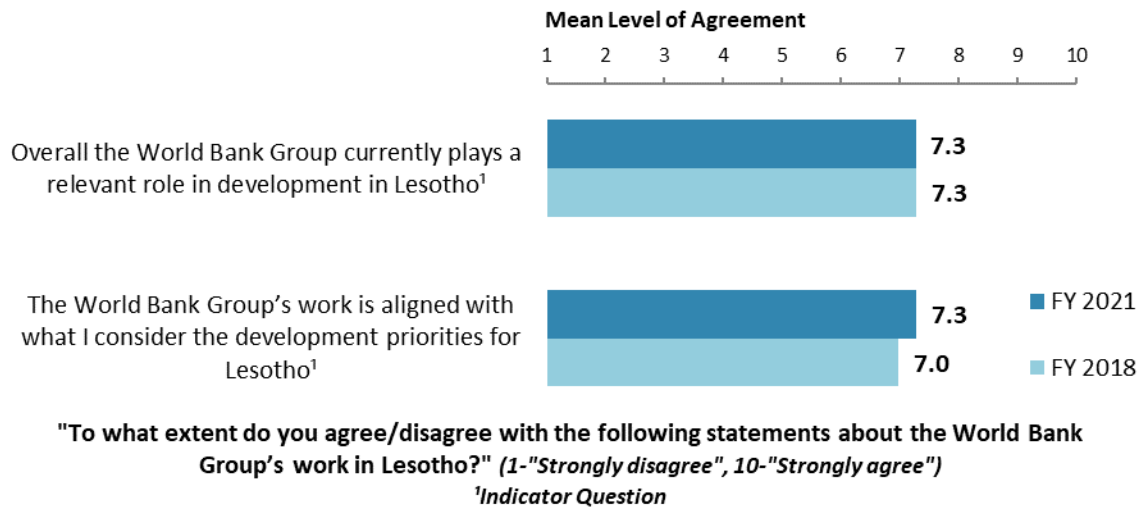 Mean Level of Agreement
1 2 3 4 5 6 7 8 9 10
Overall the World Bank Group currently plays a
relevant role in development in Lesotho¹
7.3
7.3
The World Bank Group’s work is aligned with
what I consider the development priorities for
Lesotho¹
7.3
7.0
FY 2021
FY 2018
"To what extent do you agree/disagree with the following statements about the World Bank
Group’s work in Lesotho?" (1-"Strongly disagree", 10-"Strongly agree")
¹Indicator Question